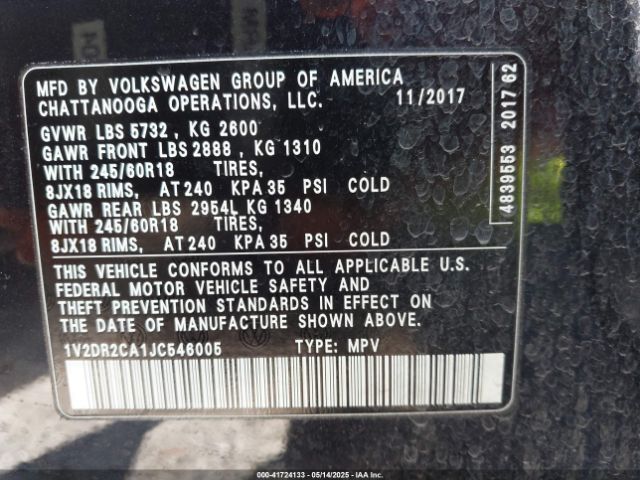 MFD BY VOLKSWAGEN GROUP OF AMERICA
CHATTANOOGA OPERATIONS, LLC. 11/2017
GVWR LBS 5732 , KG 2600
GAWR FRONT LBS 2888 , KG 1310
WITH 245/60R18 TIRES,
8JX18 RIMS, AT 240 KPA 35 PSI COLD
GAWR REAR LBS 2954L KG 1340
WITH 245/60R18 TIRES,
8JX18 RIMS, AT 240 KPA 35 PSI COLD
THIS VEHICLE CONFORMS TO ALL APPLICABLE U.S.
FEDERAL MOTOR VEHICLE SAFETY AND
THEFT PREVENTION STANDARDS IN EFFECT ON
THE DATE OF MANUFACTURE SHOWN ABOVE.
1V2DR2CA1JC546005 TYPE: MPV
4839553 2017 62
00-41724133 - 05/14/2025 - IAA Inc.